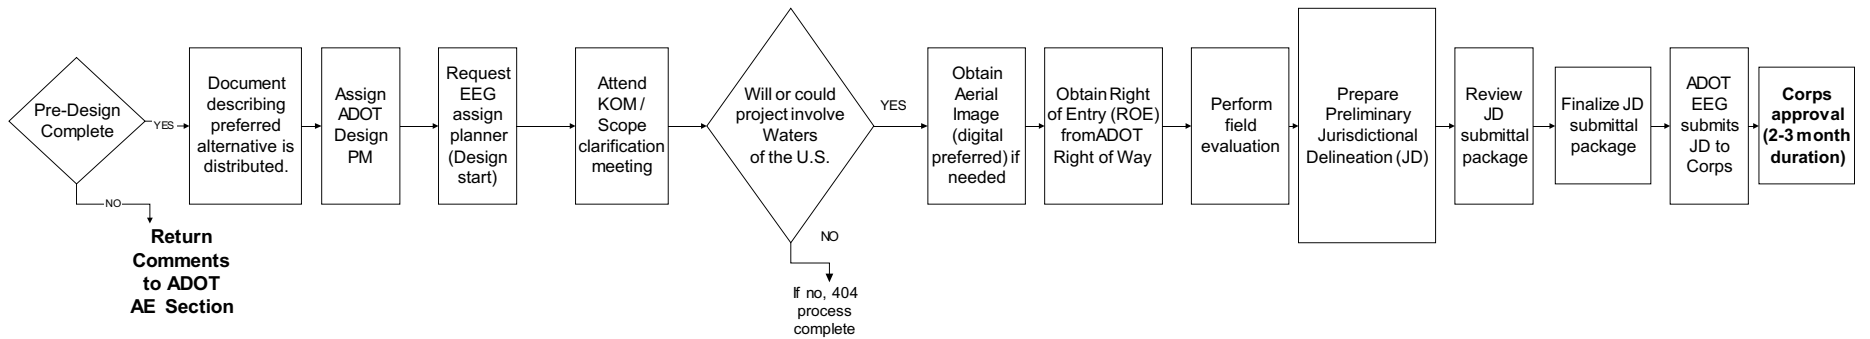 Pre-Design
Complete
YES
NO
Return
Comments
to ADOT
AE Section
Document
describing
preferred
alternative is
distributed.
Assign
ADOT
Design
PM
Request
EEG
assign
planner
(Design
start)
Attend
KOM /
Scope
clarification
meeting
Will or could
project involve
Waters
of the U.S.
YES
NO
If no, 404
process
complete
Obtain
Aerial
Image
(digital
preferred) if
needed
Obtain Right
of Entry (ROE)
from ADOT
Right of Way
Perform
field
evaluation
Prepare
Preliminary
Jurisdictional
Delineation (JD)
Review
JD
submittal
package
Finalize JD
submittal
package
ADOT
EEG
submits
JD to
Corps
Corps
approval
(2-3 month
duration)